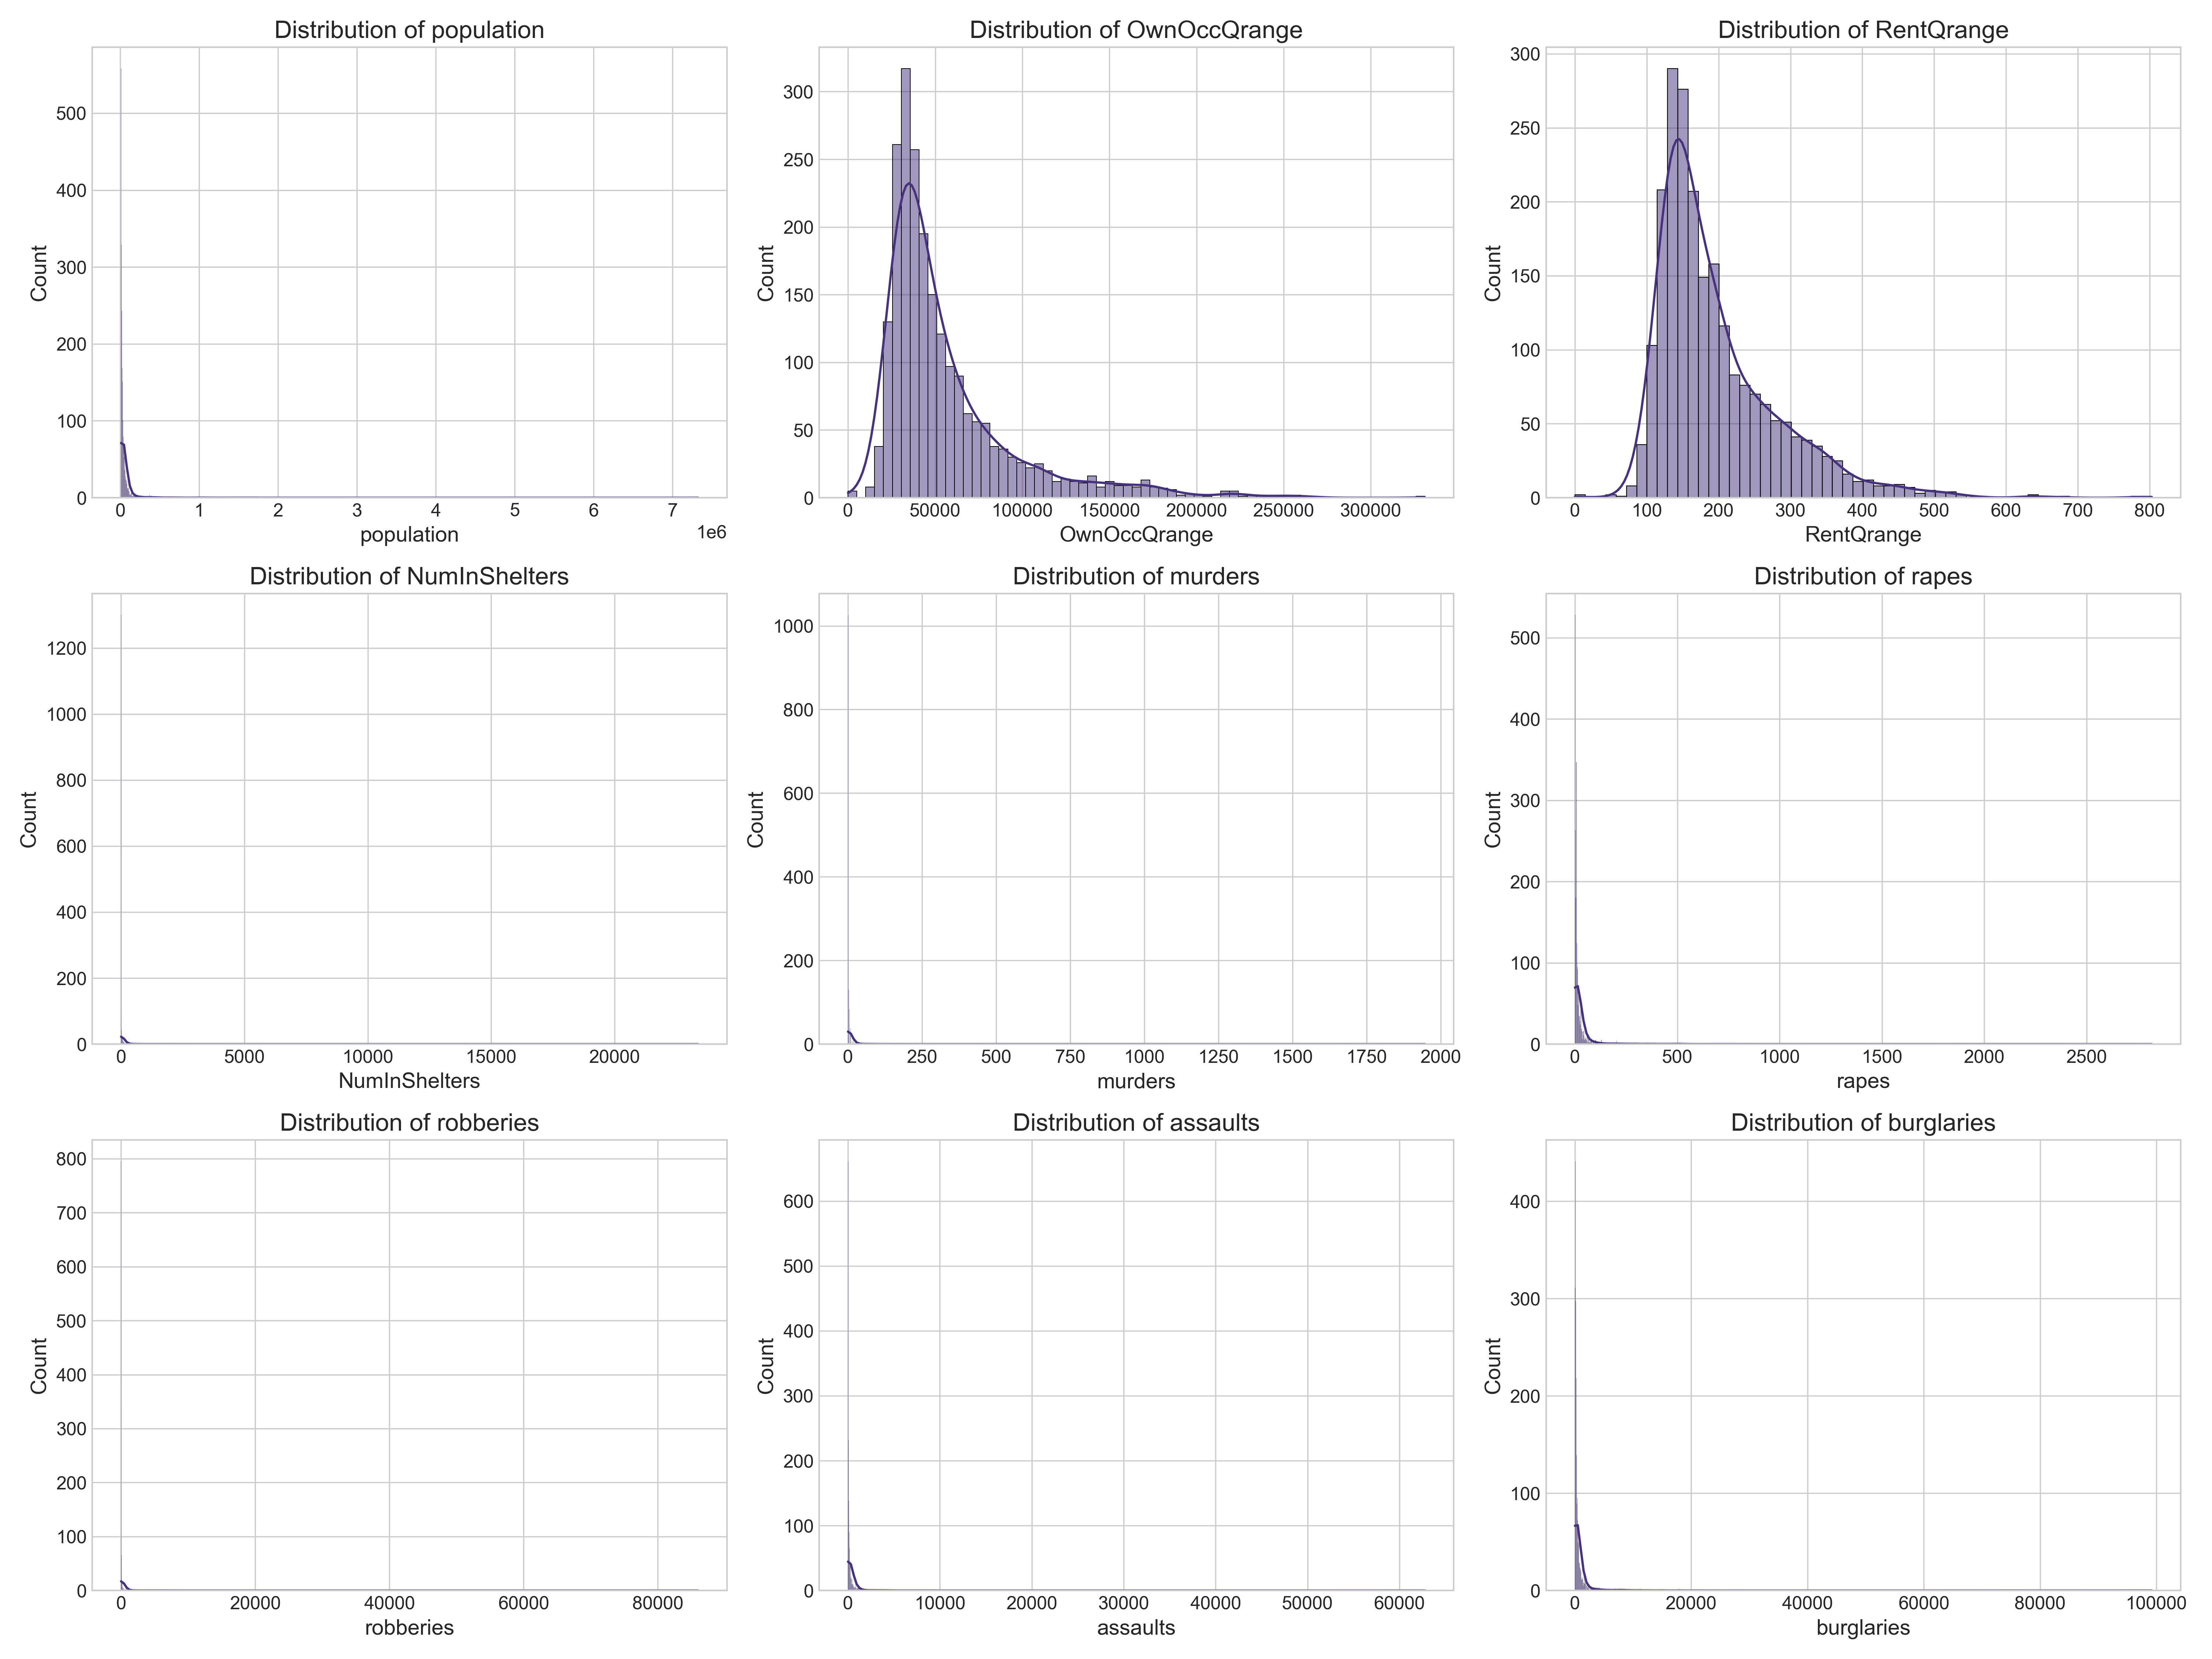 Distribution of population
Count
500
400
300
200
100
0
0 1 2 3 4 5 6 7
1e6
population
Distribution of OwnOccQrange
Count
300
250
200
150
100
50
0
0 50000 100000 150000 200000 250000 300000
OwnOccQrange
Distribution of RentQrange
Count
300
250
200
150
100
50
0
0 100 200 300 400 500 600 700 800
RentQrange
Distribution of NumInShelters
Count
1200
1000
800
600
400
200
0
0 5000 10000 15000 20000
NumInShelters
Distribution of murders
Count
1000
800
600
400
200
0
0 250 500 750 1000 1250 1500 1750 2000
murders
Distribution of rapes
Count
500
400
300
200
100
0
0 500 1000 1500 2000 2500
rapes
Distribution of robberies
Count
800
700
600
500
400
300
200
100
0
0 20000 40000 60000 80000
robberies
Distribution of assaults
Count
600
500
400
300
200
100
0
0 10000 20000 30000 40000 50000 60000
assaults
Distribution of burglaries
Count
400
300
200
100
0
0 20000 40000 60000 80000 100000
burglaries